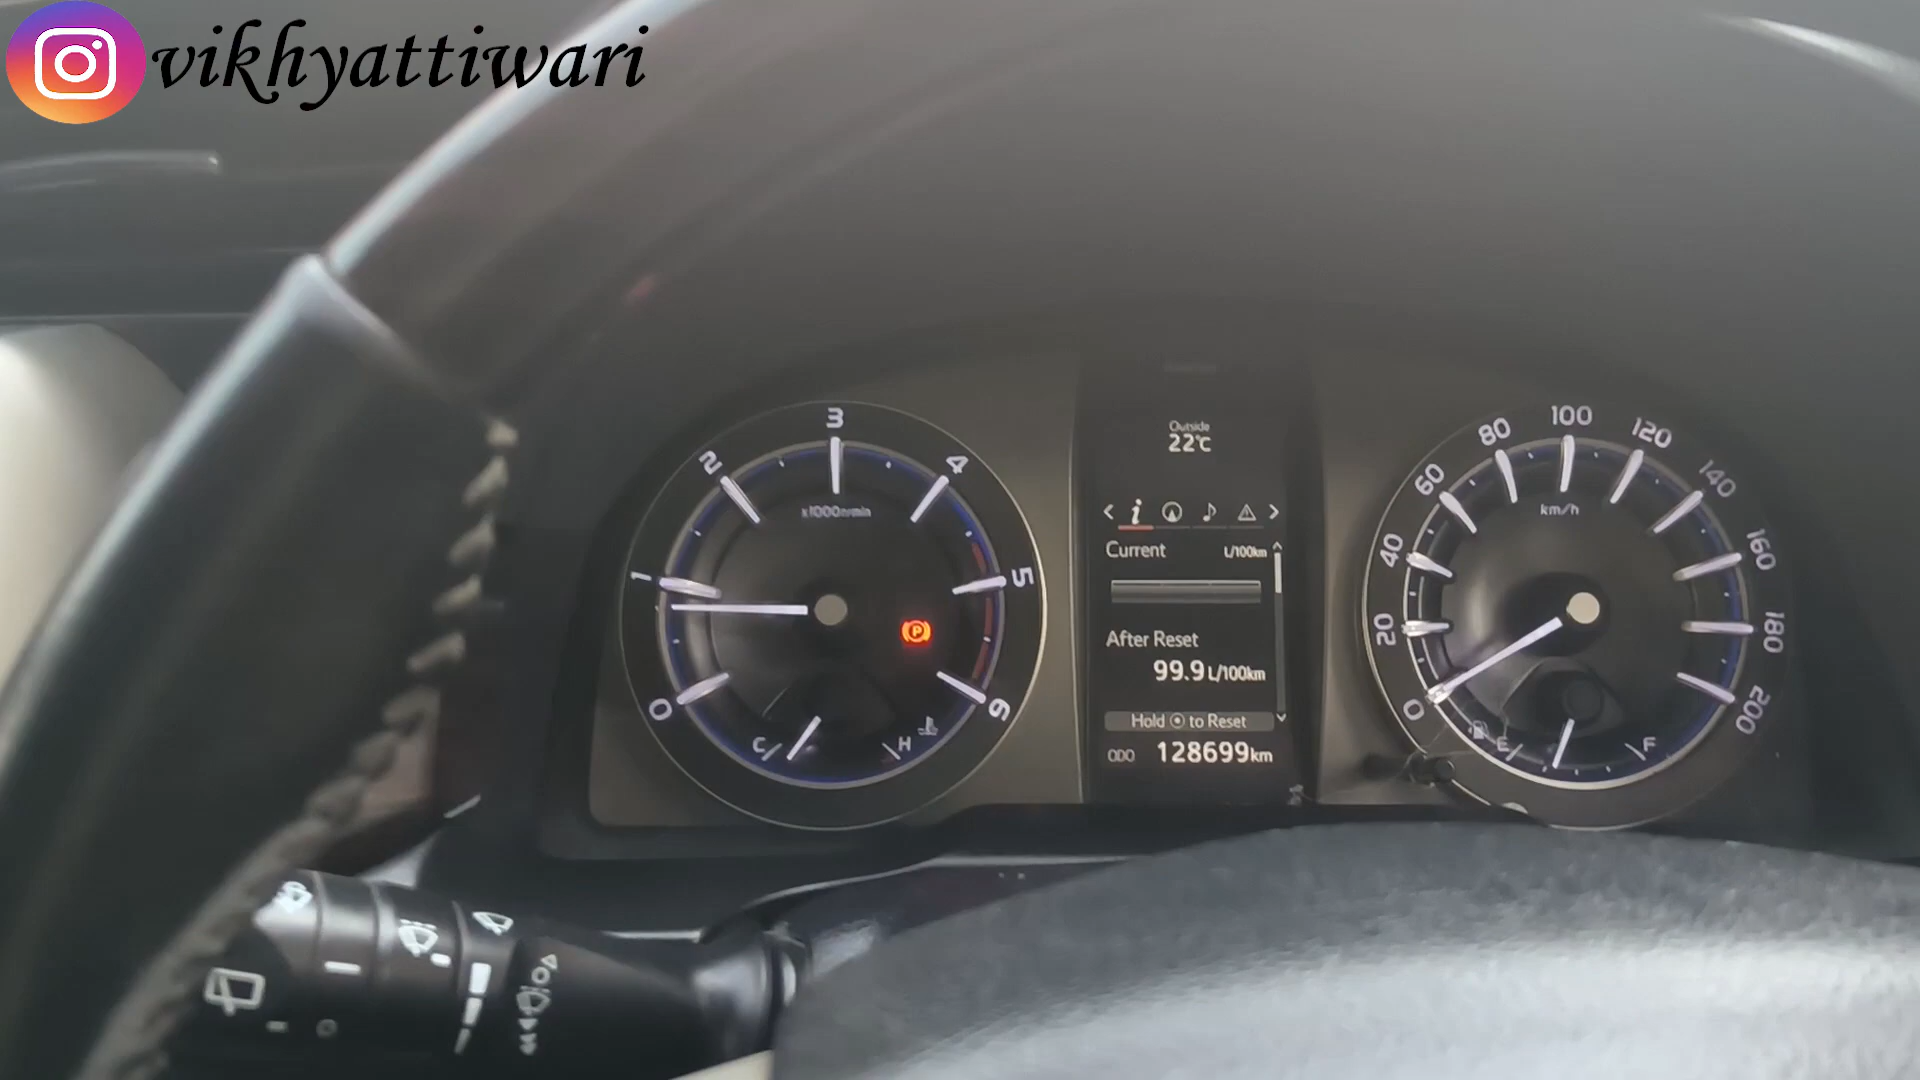 vikhyattiwari
3
2
4
x1000r/min
1
5
0
6
C
H
Outside
22°C
< i >
Current L/100km
After Reset
99.9 L/100km
Hold to Reset
ODO 128699km
100
80
120
60
140
km/h
40
160
20
180
0
200
E
F
P